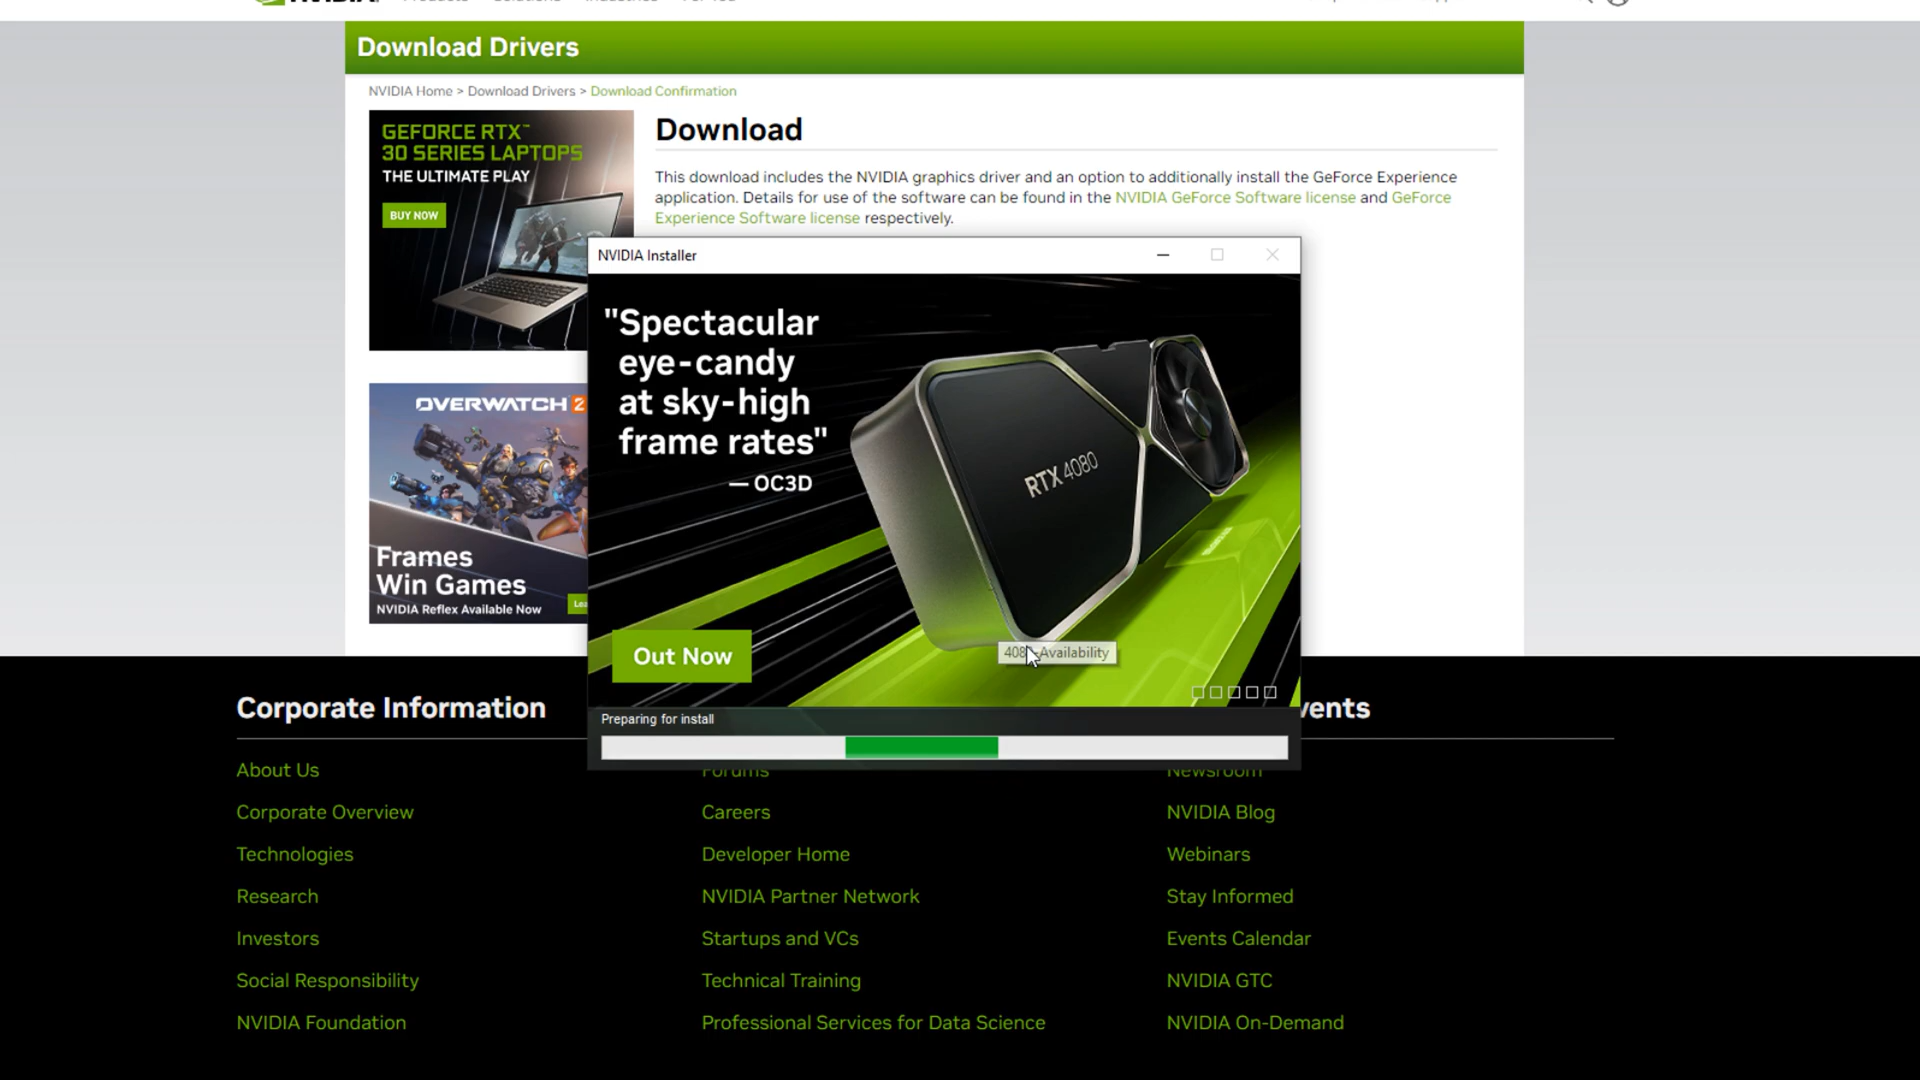 NVIDIA
Download Drivers
NVIDIA Home > Download Drivers > Download Confirmation
GEFORCE RTX™
30 SERIES LAPTOPS
THE ULTIMATE PLAY
BUY NOW
Download
This download includes the NVIDIA graphics driver and an option to additionally install the GeForce Experience
application. Details for use of the software can be found in the NVIDIA GeForce Software license and GeForce
Experience Software license respectively.
OVERWATCH 2
Frames
Win Games
NVIDIA Reflex Available Now
NVIDIA Installer
"Spectacular
eye-candy
at sky-high
frame rates"
— OC3D
RTX 4080
Out Now
Preparing for install
Corporate Information
About Us
Corporate Overview
Technologies
Research
Investors
Social Responsibility
NVIDIA Foundation
Forums
Careers
Developer Home
NVIDIA Partner Network
Startups and VCs
Technical Training
Professional Services for Data Science
Newsroom
NVIDIA Blog
Webinars
Stay Informed
Events Calendar
NVIDIA GTC
NVIDIA On-Demand